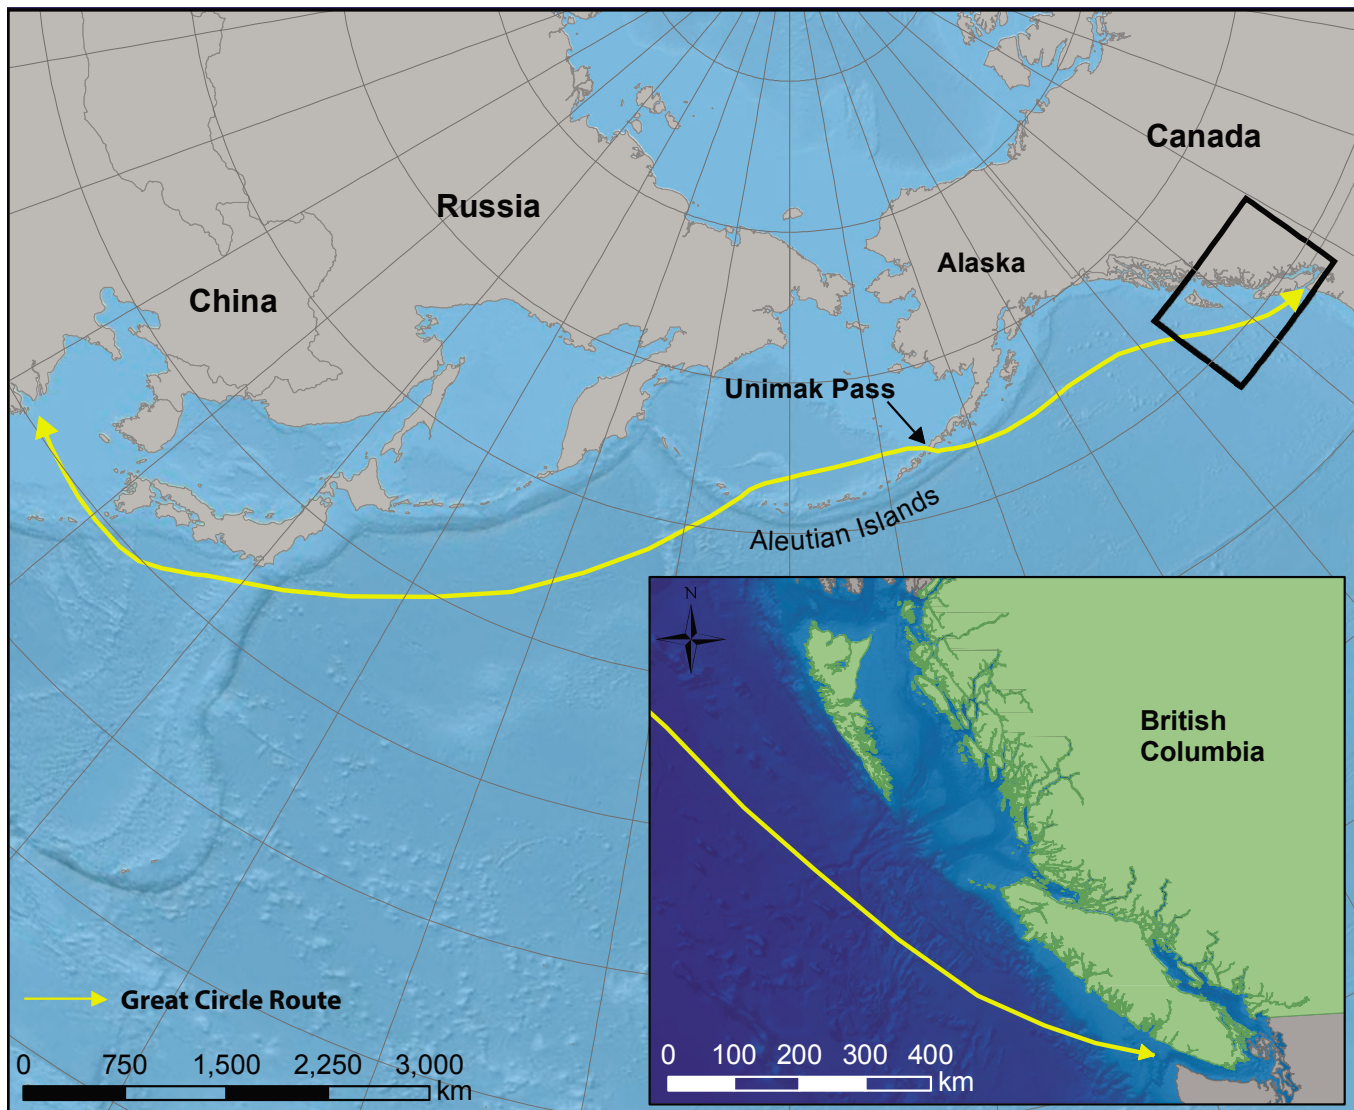 Canada
Russia
Alaska
China
Unimak Pass
Aleutian Islands
N
British
Columbia
Great Circle Route
0 750 1,500 2,250 3,000
km
0 100 200 300 400
km